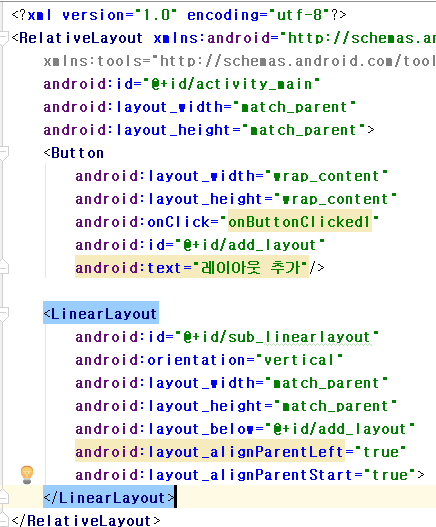 <?xml version="1.0" encoding="utf-8"?>
<RelativeLayout xmlns:android="http://schemas.an
xmlns:tools="http://schemas.android.com/tool
android:id="@+id/activity_main"
android:layout_width="match_parent"
android:layout_height="match_parent">
<Button
android:layout_width="wrap_content"
android:layout_height="wrap_content"
android:onClick="onButtonClicked1"
android:id="@+id/add_layout"
android:text="레이아웃 추가"/>
<LinearLayout
android:id="@+id/sub_linearlayout"
android:orientation="vertical"
android:layout_width="match_parent"
android:layout_height="match_parent"
android:layout_below="@+id/add_layout"
android:layout_alignParentLeft="true"
android:layout_alignParentStart="true">
</LinearLayout>
</RelativeLayout>